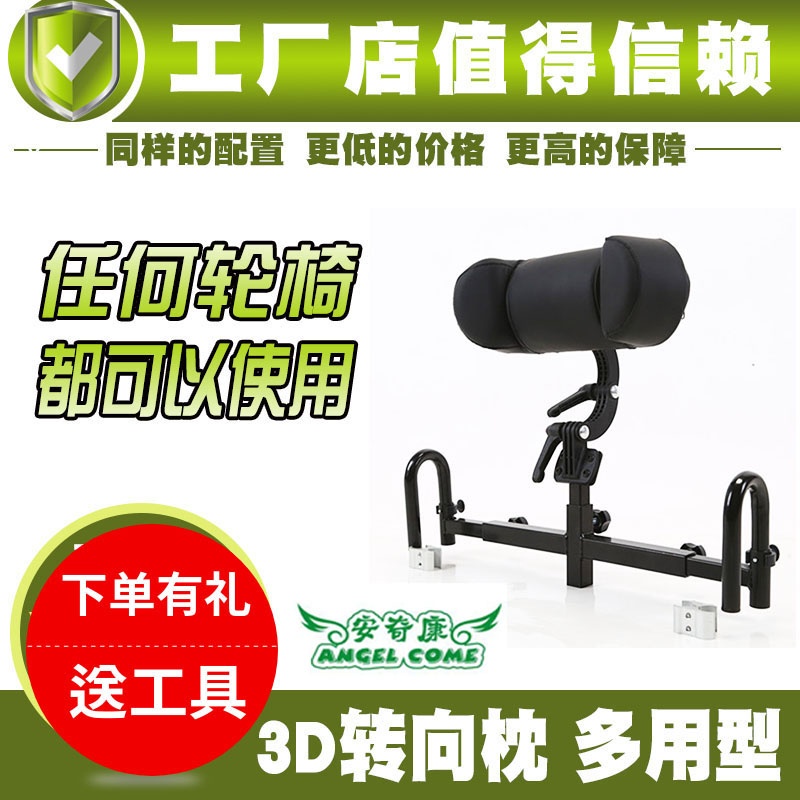 工厂店值得信赖
同样的配置 更低的价格 更高的保障
任何轮椅
都可以使用
下单有礼
送工具
安奇康
ANGEL COME
3D转向枕 多用型